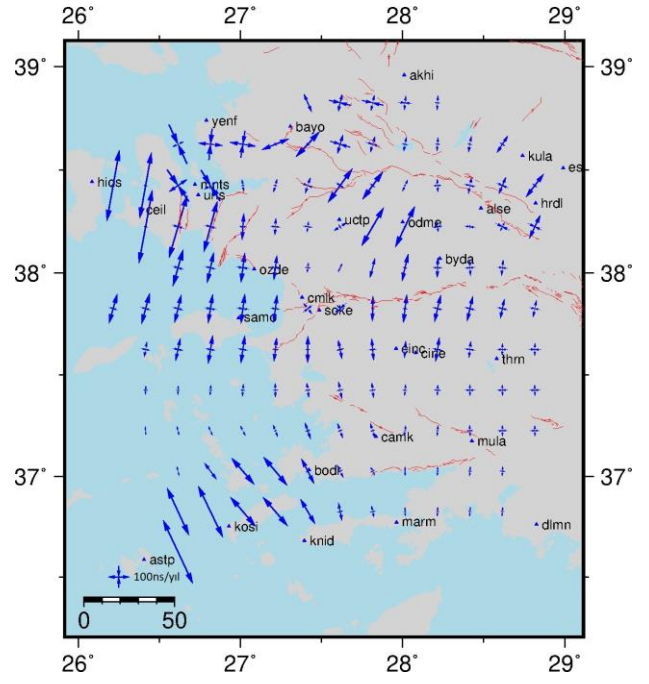 26˚ 27˚ 28˚ 29˚
39˚ 39˚
akhi
yenf
bayo
kula
es
hios
mnts
urls
hrdl
ceil
alse
uctp
odme
byda
38˚ 38˚
ozde
cmlk
soke
samo
einc
cine
thrn
camk
mula
37˚ 37˚
bodr
kosi
marm
dlmn
knid
astp
100ns/yıl
0 50
26˚ 27˚ 28˚ 29˚